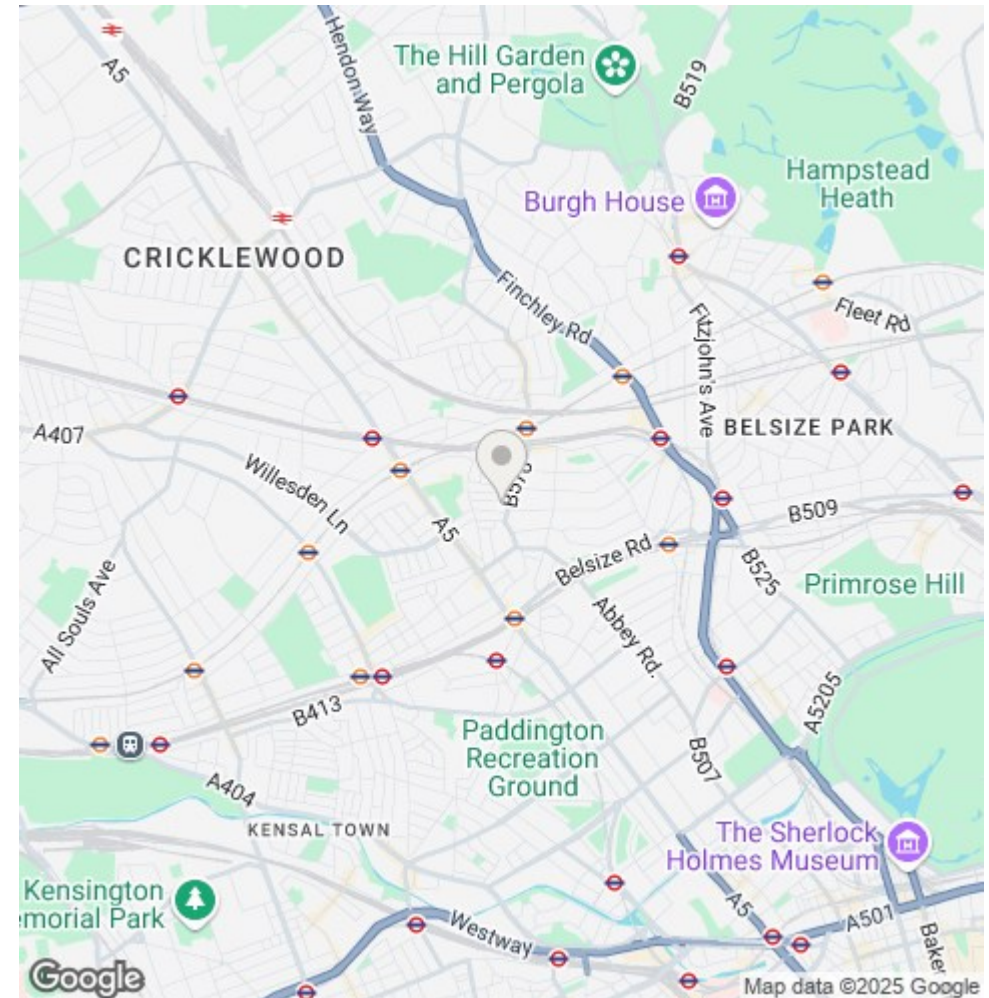 A5
Hendon Way
The Hill Garden
and Pergola
B519
Hampstead
Heath
Burgh House
CRICKLEWOOD
Finchley Rd
Fitzjohn's Ave
Fleet Rd
A407
BELSIZE PARK
Willesden Ln
B510
A5
B509
Belsize Rd
B525
Primrose Hill
All Souls Ave
Abbey Rd.
A5205
B413
Paddington
Recreation
Ground
B507
A404
KENSAL TOWN
The Sherlock
Holmes Museum
Kensington
emorial Park
A5
A501
Westway
Bake
Google
Map data ©2025 Google